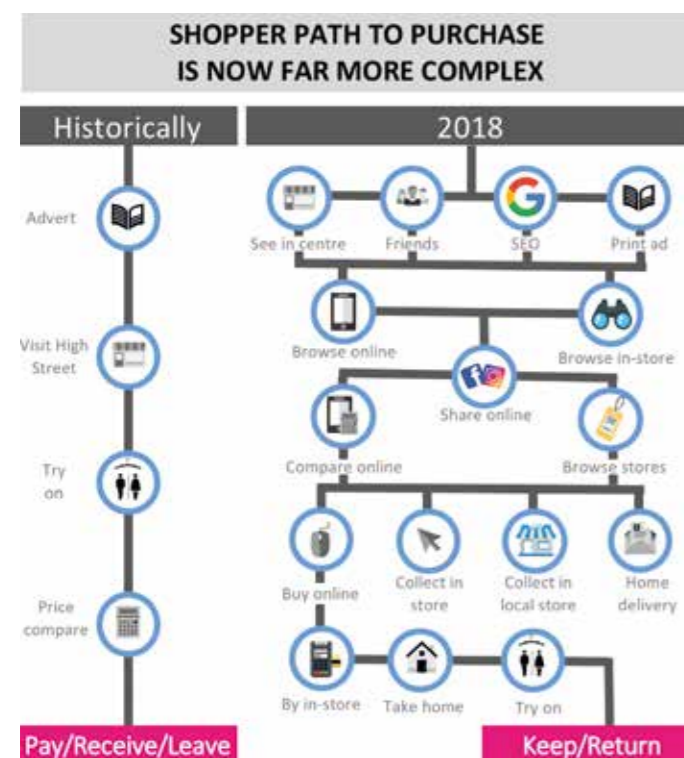 SHOPPER PATH TO PURCHASE
IS NOW FAR MORE COMPLEX
Historically
Advert
Visit High
Street
Try
on
Price
compare
Pay/Receive/Leave
2018
See in centre
Friends
SEO
Print ad
Browse online
Browse in-store
Share online
Compare online
Browse stores
Buy online
Collect in
store
Collect in
local store
Home
delivery
By in-store
Take home
Try on
Keep/Return